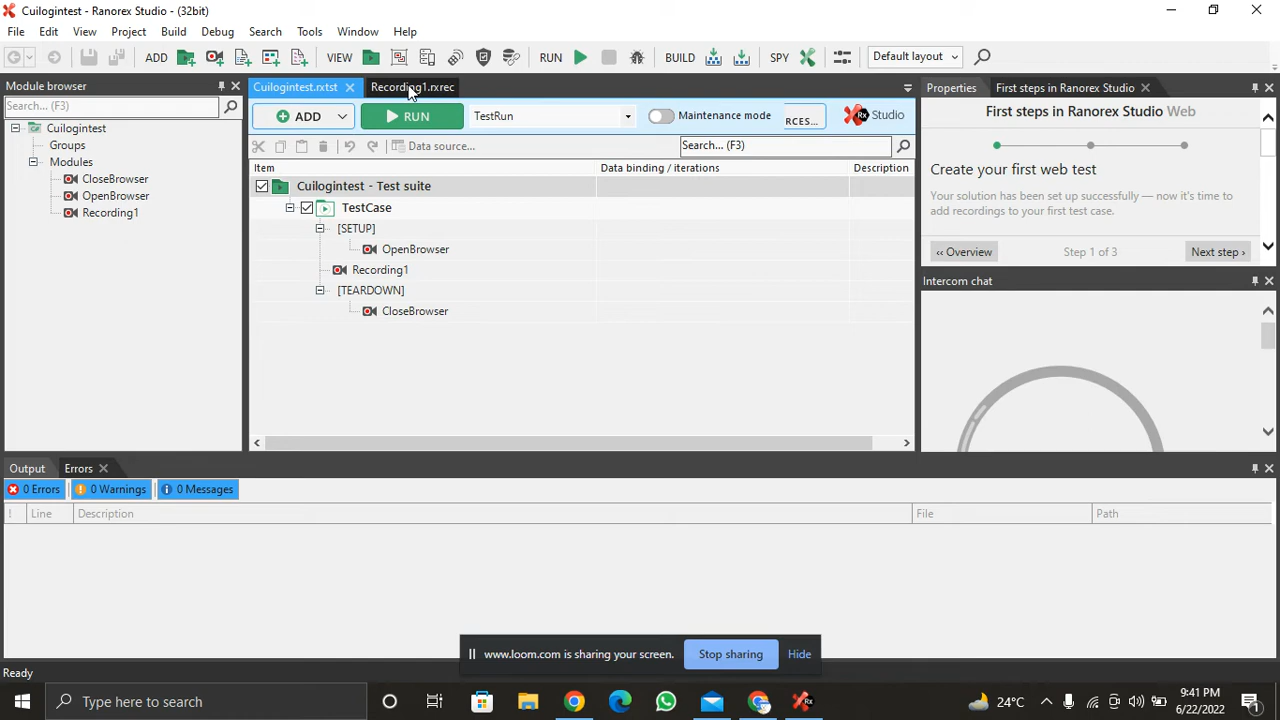 Cuilogintest - Ranorex Studio - (32bit)
File Edit View Project Build Debug Search Tools Window Help
ADD VIEW RUN BUILD SPY Default layout
Module browser
Search... (F3)
Cuilogintest
Groups
Modules
CloseBrowser
OpenBrowser
Recording1
Cuilogintest.rxtst Recording1.rxrec
ADD RUN TestRun Maintenance mode RCES... Rx Studio
Data source... Search... (F3)
Item Data binding / iterations Description
Cuilogintest - Test suite
TestCase
[SETUP]
OpenBrowser
Recording1
[TEARDOWN]
CloseBrowser
Properties First steps in Ranorex Studio
First steps in Ranorex Studio Web
Create your first web test
Your solution has been set up successfully — now it's time to
add recordings to your first test case.
‹‹ Overview Step 1 of 3 Next step ›
Intercom chat
Output Errors
0 Errors 0 Warnings 0 Messages
! Line Description File Path
www.loom.com is sharing your screen. Stop sharing Hide
Ready
Type here to search
24°C
9:41 PM
6/22/2022
1